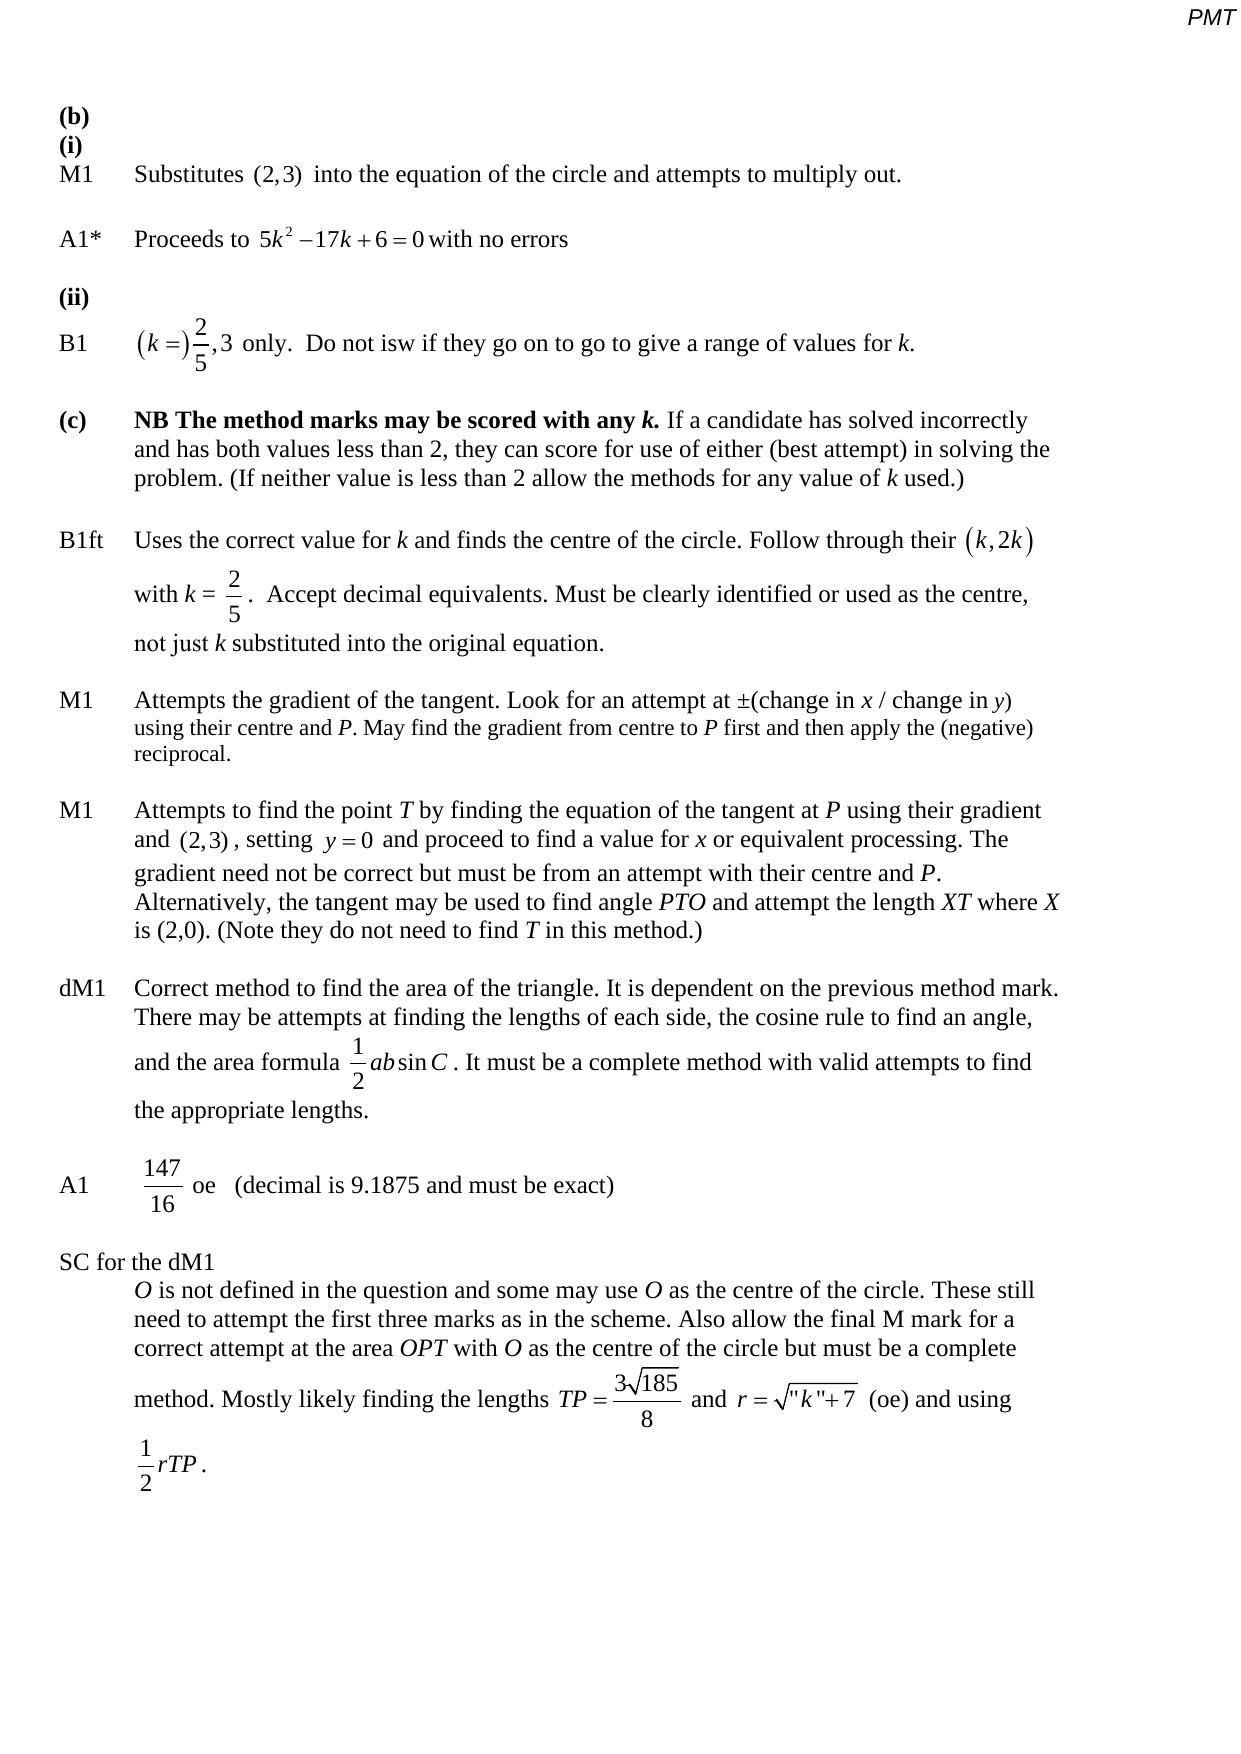 PMT
(b)
(i)
M1 Substitutes (2,3) into the equation of the circle and attempts to multiply out.
A1* Proceeds to 5k² −17k + 6 = 0 with no errors
(ii)
B1 (k =) 2/5, 3 only. Do not isw if they go on to go to give a range of values for k.
(c) NB The method marks may be scored with any k. If a candidate has solved incorrectly
and has both values less than 2, they can score for use of either (best attempt) in solving the
problem. (If neither value is less than 2 allow the methods for any value of k used.)
B1ft Uses the correct value for k and finds the centre of the circle. Follow through their (k, 2k)
with k = 2/5. Accept decimal equivalents. Must be clearly identified or used as the centre,
not just k substituted into the original equation.
M1 Attempts the gradient of the tangent. Look for an attempt at ±(change in x / change in y)
using their centre and P. May find the gradient from centre to P first and then apply the (negative)
reciprocal.
M1 Attempts to find the point T by finding the equation of the tangent at P using their gradient
and (2,3), setting y = 0 and proceed to find a value for x or equivalent processing. The
gradient need not be correct but must be from an attempt with their centre and P.
Alternatively, the tangent may be used to find angle PTO and attempt the length XT where X
is (2,0). (Note they do not need to find T in this method.)
dM1 Correct method to find the area of the triangle. It is dependent on the previous method mark.
There may be attempts at finding the lengths of each side, the cosine rule to find an angle,
and the area formula 1/2 ab sin C. It must be a complete method with valid attempts to find
the appropriate lengths.
A1 147/16 oe (decimal is 9.1875 and must be exact)
SC for the dM1
O is not defined in the question and some may use O as the centre of the circle. These still
need to attempt the first three marks as in the scheme. Also allow the final M mark for a
correct attempt at the area OPT with O as the centre of the circle but must be a complete
method. Mostly likely finding the lengths TP = 3√185/8 and r = √("k"+ 7) (oe) and using
1/2 rTP.